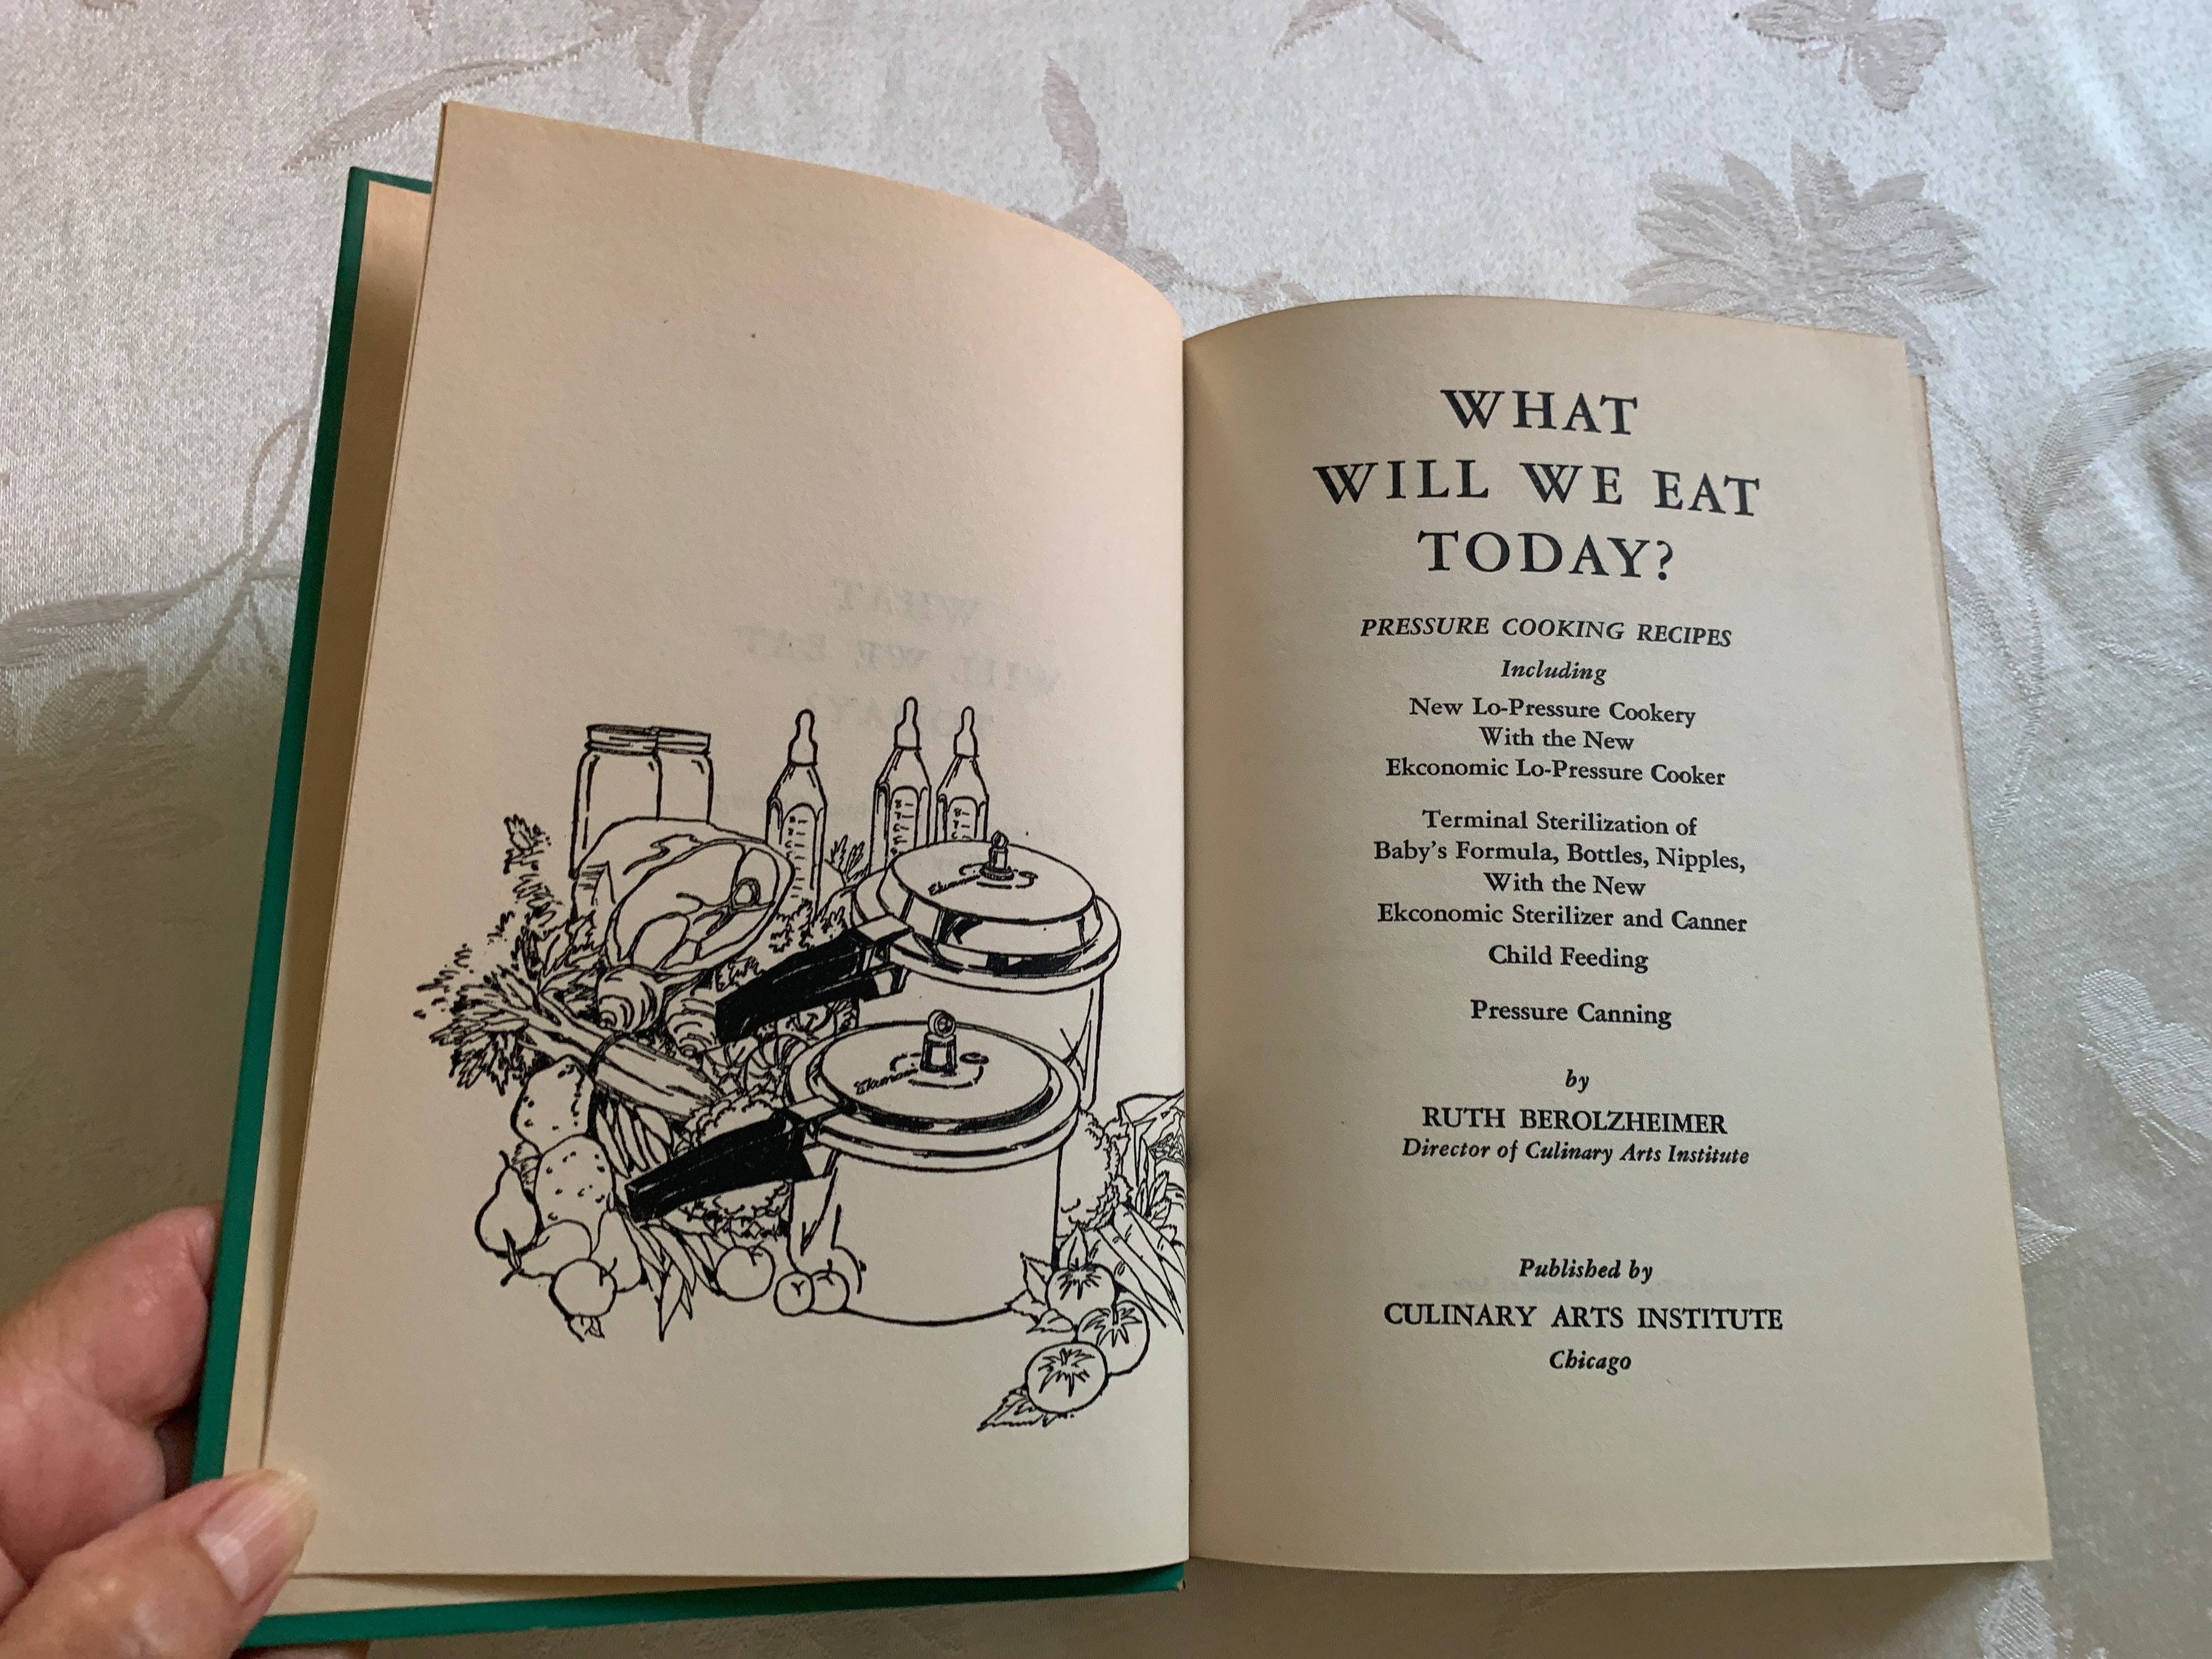 WHAT
WILL WE EAT
TODAY?
PRESSURE COOKING RECIPES
Including
New Lo-Pressure Cookery
With the New
Ekconomic Lo-Pressure Cooker
Terminal Sterilization of
Baby's Formula, Bottles, Nipples,
With the New
Ekconomic Sterilizer and Canner
Child Feeding
Pressure Canning
by
RUTH BEROLZHEIMER
Director of Culinary Arts Institute
Published by
CULINARY ARTS INSTITUTE
Chicago